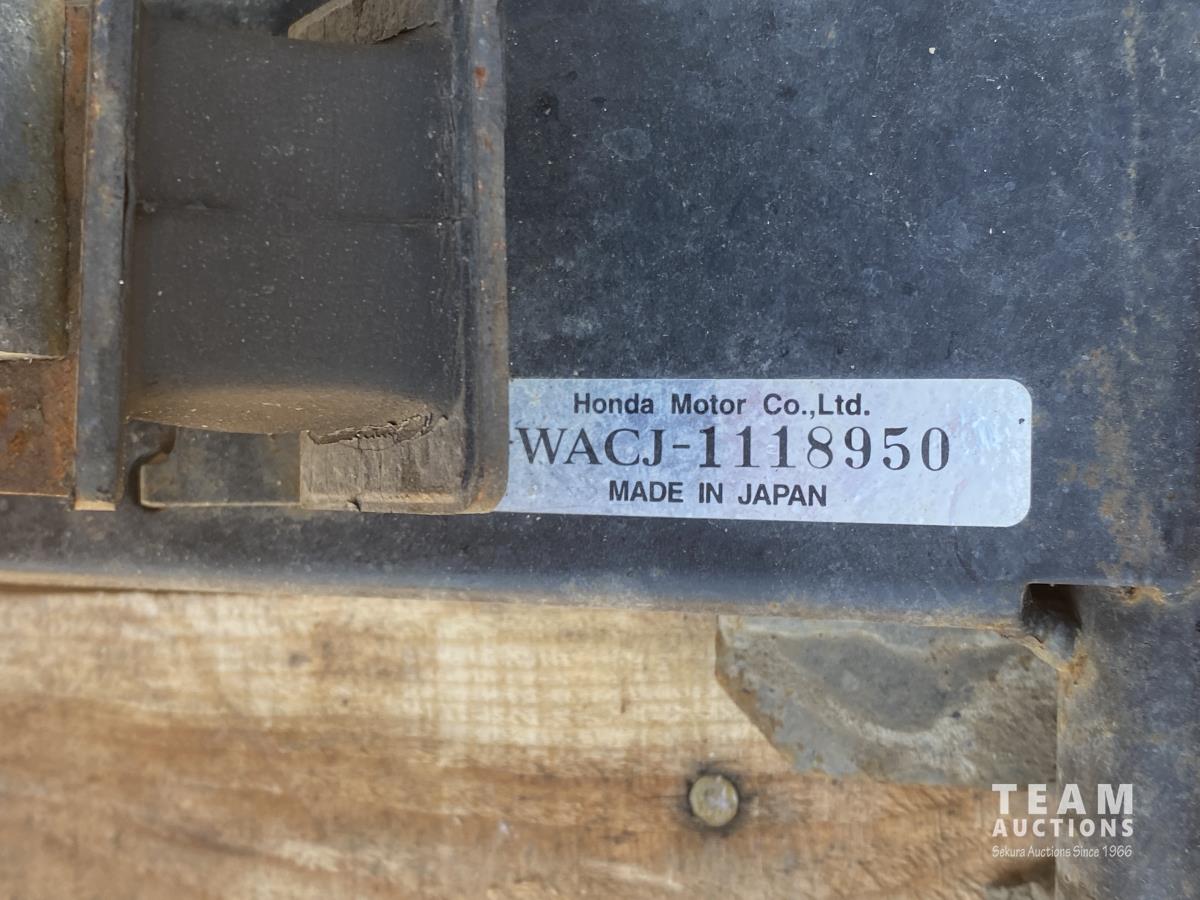 Honda Motor Co.,Ltd.
WACJ-1118950
MADE IN JAPAN
TEAM
AUCTIONS
Sekura Auctions Since 1966